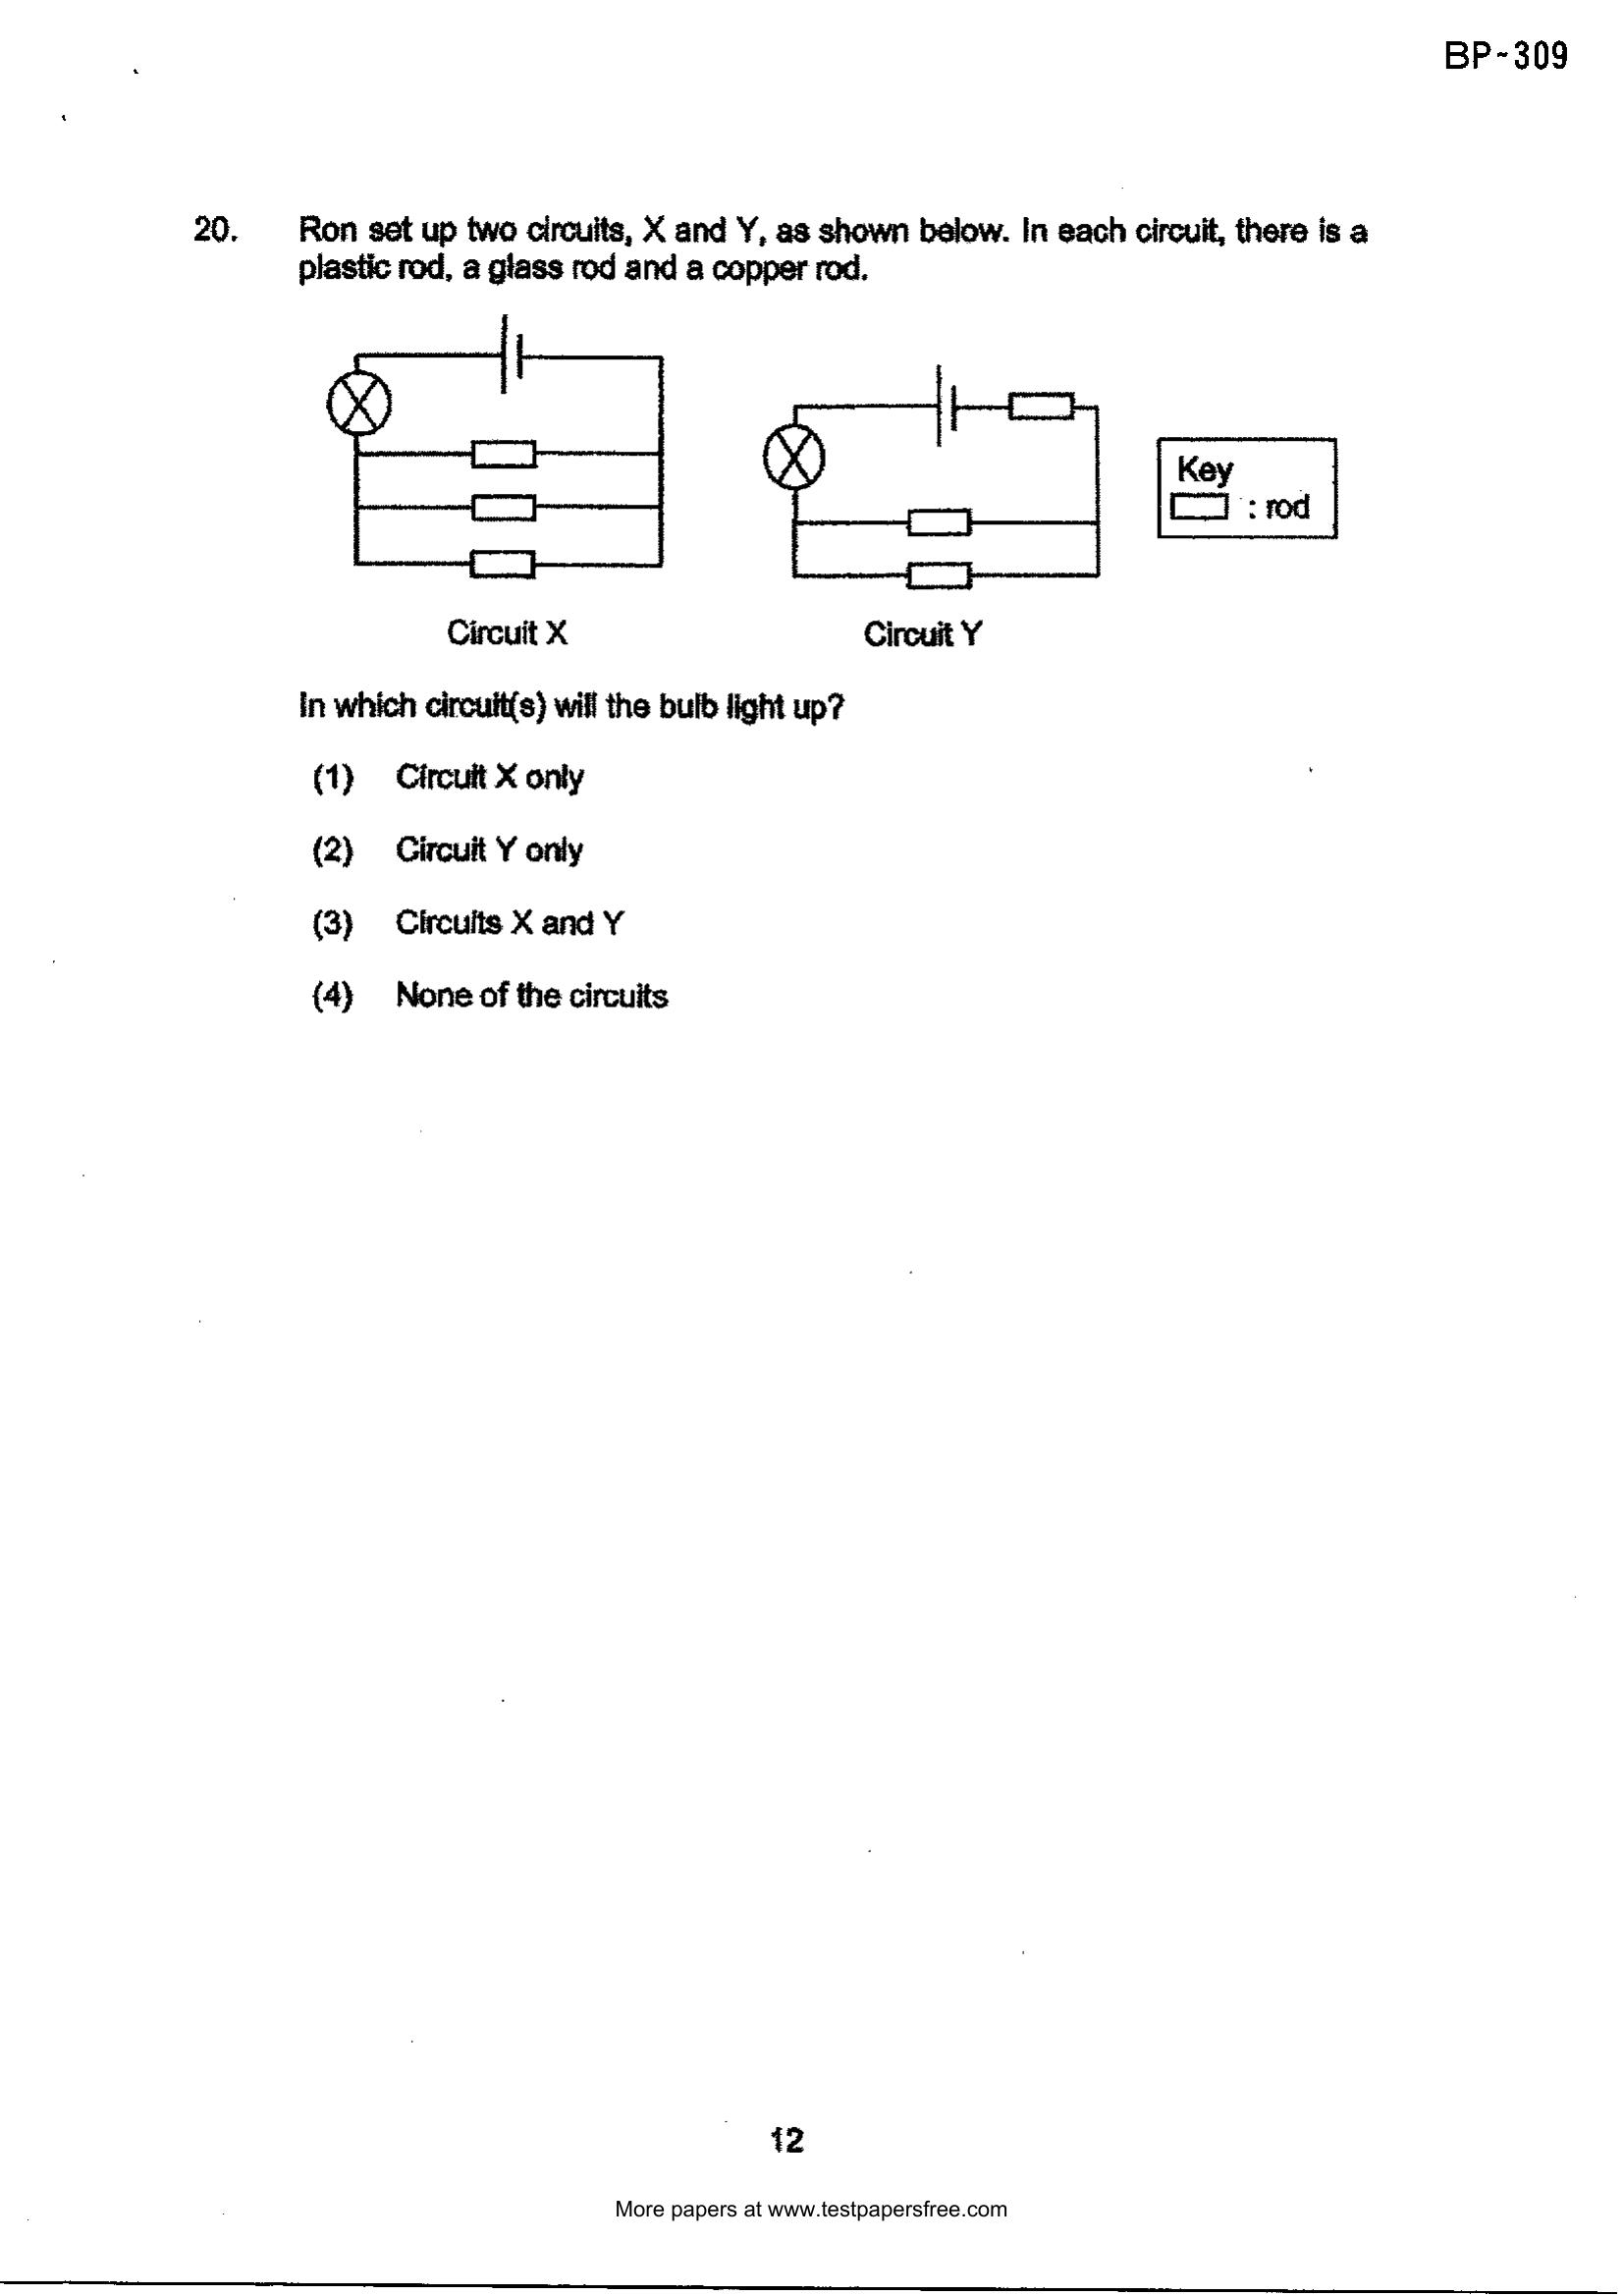 BP-309
20. Ron set up two circuits, X and Y, as shown below. In each circuit, there is a
plastic rod, a glass rod and a copper rod.
Key
: rod
Circuit X
Circuit Y
In which circuit(s) will the bulb light up?
(1) Circuit X only
(2) Circuit Y only
(3) Circuits X and Y
(4) None of the circuits
12
More papers at www.testpapersfree.com